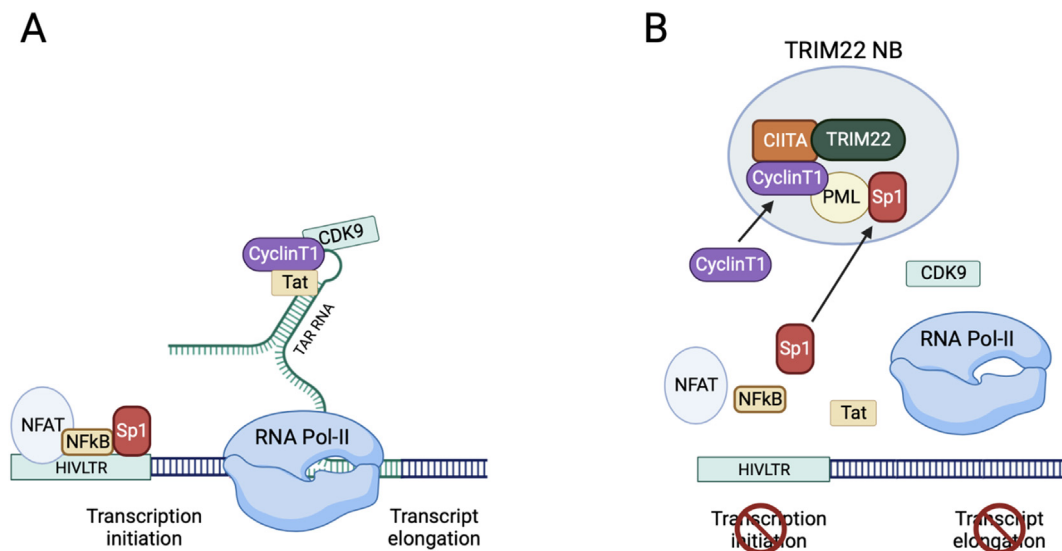 A
CyclinT1
CDK9
Tat
TAR RNA
NFAT
NFkB
Sp1
HIVLTR
RNA Pol-II
Transcription
initiation
Transcript
elongation
B
TRIM22 NB
CIITA
TRIM22
CyclinT1
PML
Sp1
CyclinT1
CDK9
Sp1
RNA Pol-II
NFAT
NFkB
Tat
HIVLTR
Transcription
initiation
Transcript
elongation